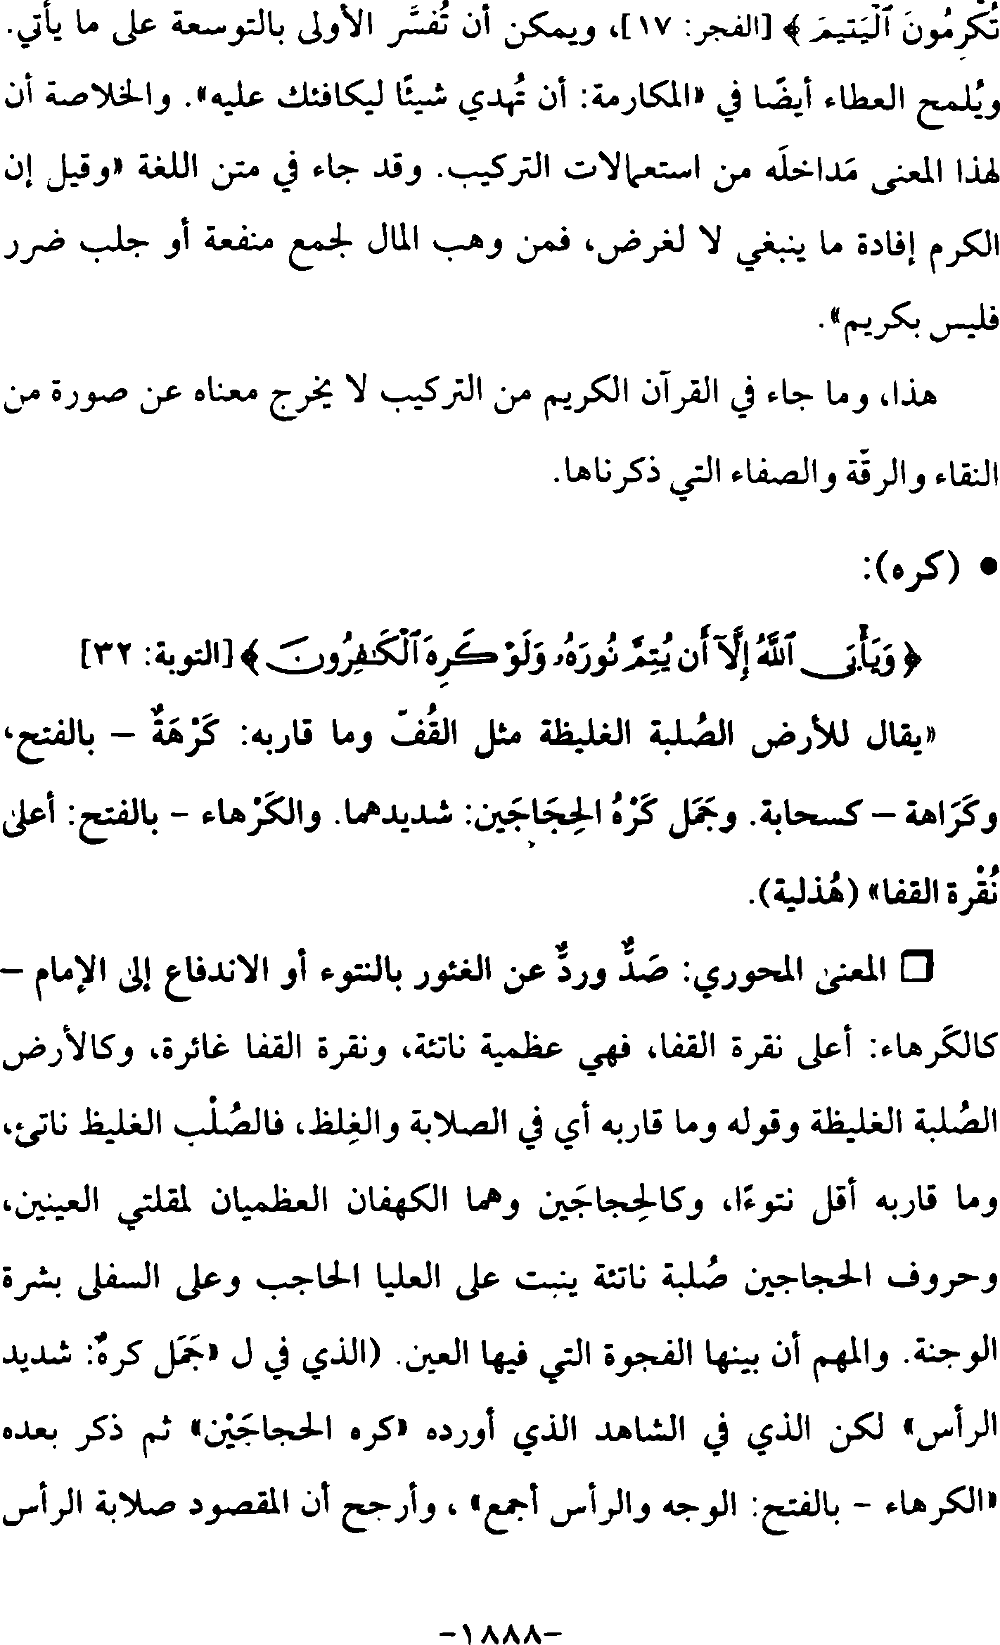 تُكْرِمُونَ ٱلْيَتِيمَ ﴾ [الفجر: ١٧]، ويمكن أن تُفسَّر الأولى بالتوسعة على ما يأتي.
ويُلمح العطاء أيضًا في «المكارمة: أن تُهدي شيئًا ليكافئك عليه». والخلاصة أن
لهذا المعنى مَداخلَه من استعمالات التركيب. وقد جاء في متن اللغة «وقيل إن
الكرم إفادة ما ينبغي لا لغرض، فمن وهب المال لجمع منفعة أو جلب ضرر
فليس بكريم».
هذا، وما جاء في القرآن الكريم من التركيب لا يخرج معناه عن صورة من
النقاء والرقّة والصفاء التي ذكرناها.
• (كره):
﴿ وَيَأْبَى ٱللَّهُ إِلَّآ أَن يُتِمَّ نُورَهُۥ وَلَوْ كَرِهَ ٱلْكَٰفِرُونَ ﴾ [التوبة: ٣٢]
«يقال للأرض الصُلبة الغليظة مثل القُفّ وما قاربه: كَرْهَةٌ – بالفتح،
وكَرَاهة – كسحابة. وجَمَل كَرْهُ الحِجَاجَين: شديدهما. والكَرْهاء - بالفتح: أعلى
نُقْرة القفا» (هُذلية).
❑ المعنى المحوري: صَدٌّ وردٌّ عن الغئور بالنتوء أو الاندفاع إلى الإمام –
كالكَرهاء: أعلى نقرة القفا، فهي عظمية ناتئة، ونقرة القفا غائرة، وكالأرض
الصُلبة الغليظة وقوله وما قاربه أي في الصلابة والغِلظ، فالصُلْب الغليظ ناتئ،
وما قاربه أقل نتوءًا، وكالحِجاجَين وهما الكهفان العظميان لمقلتي العينين،
وحروف الحجاجين صُلبة ناتئة ينبت على العليا الحاجب وعلى السفلى بشرة
الوجنة. والمهم أن بينها الفجوة التي فيها العين. (الذي في ل «جَمَل كرهٌ: شديد
الرأس» لكن الذي في الشاهد الذي أورده «كره الحجاجَيْن» ثم ذكر بعده
«الكرهاء - بالفتح: الوجه والرأس أجمع» ، وأرجح أن المقصود صلابة الرأس
-١٨٨٨-